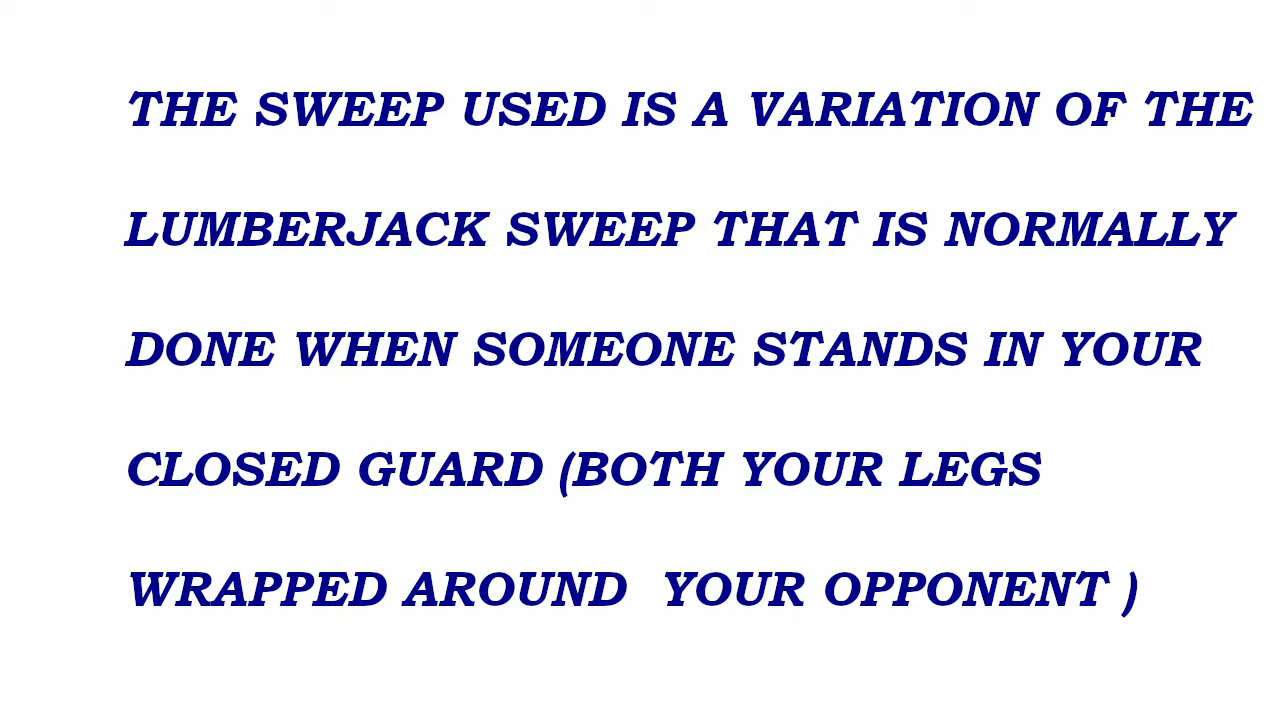 THE SWEEP USED IS A VARIATION OF THE
LUMBERJACK SWEEP THAT IS NORMALLY
DONE WHEN SOMEONE STANDS IN YOUR
CLOSED GUARD (BOTH YOUR LEGS
WRAPPED AROUND  YOUR OPPONENT )